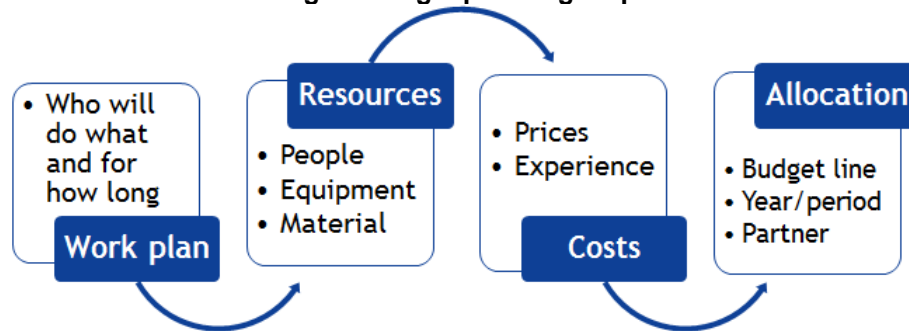 • Who will
do what
and for
how long
Work plan
Resources
• People
• Equipment
• Material
• Prices
• Experience
Costs
Allocation
• Budget line
• Year/period
• Partner